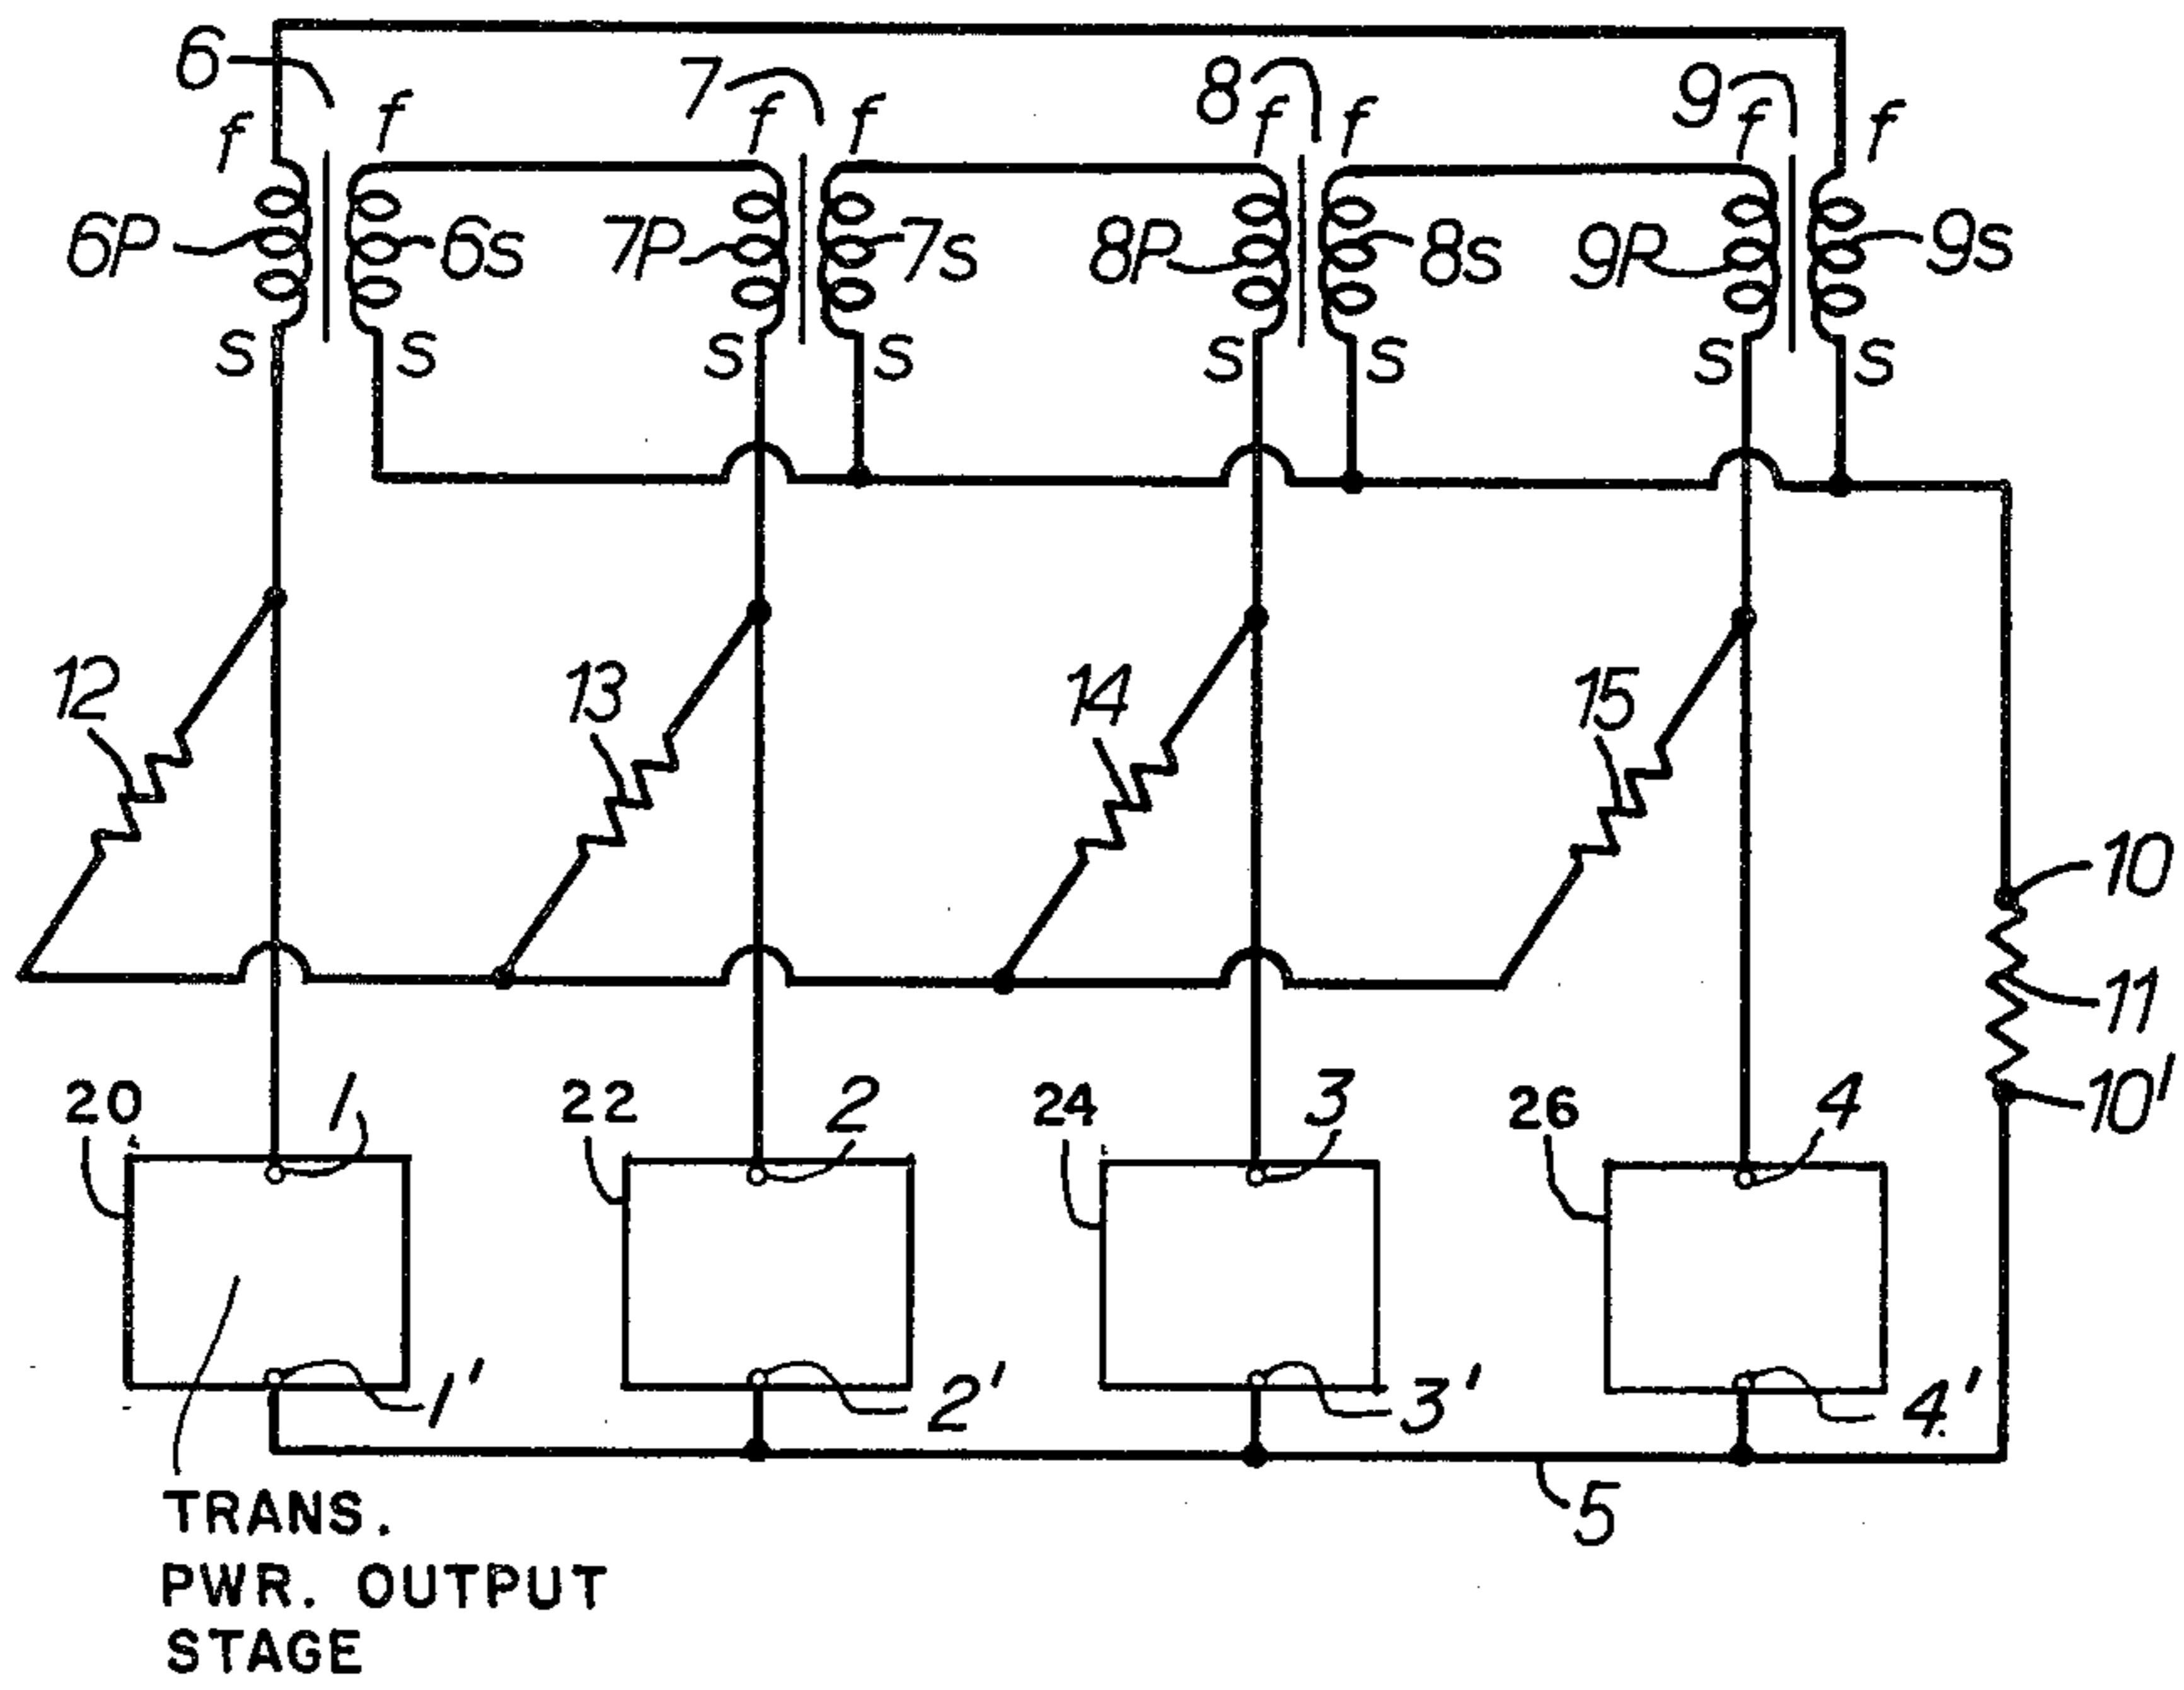 6 7 8 9
f f f f f f f f
6P 6s 7P 7s 8P 8s 9P 9s
s s s s s s s s
12 13 14 15
10
11
10'
20 1 22 2 24 3 26 4
1' 2' 3' 4'
5
TRANS.
PWR. OUTPUT
STAGE